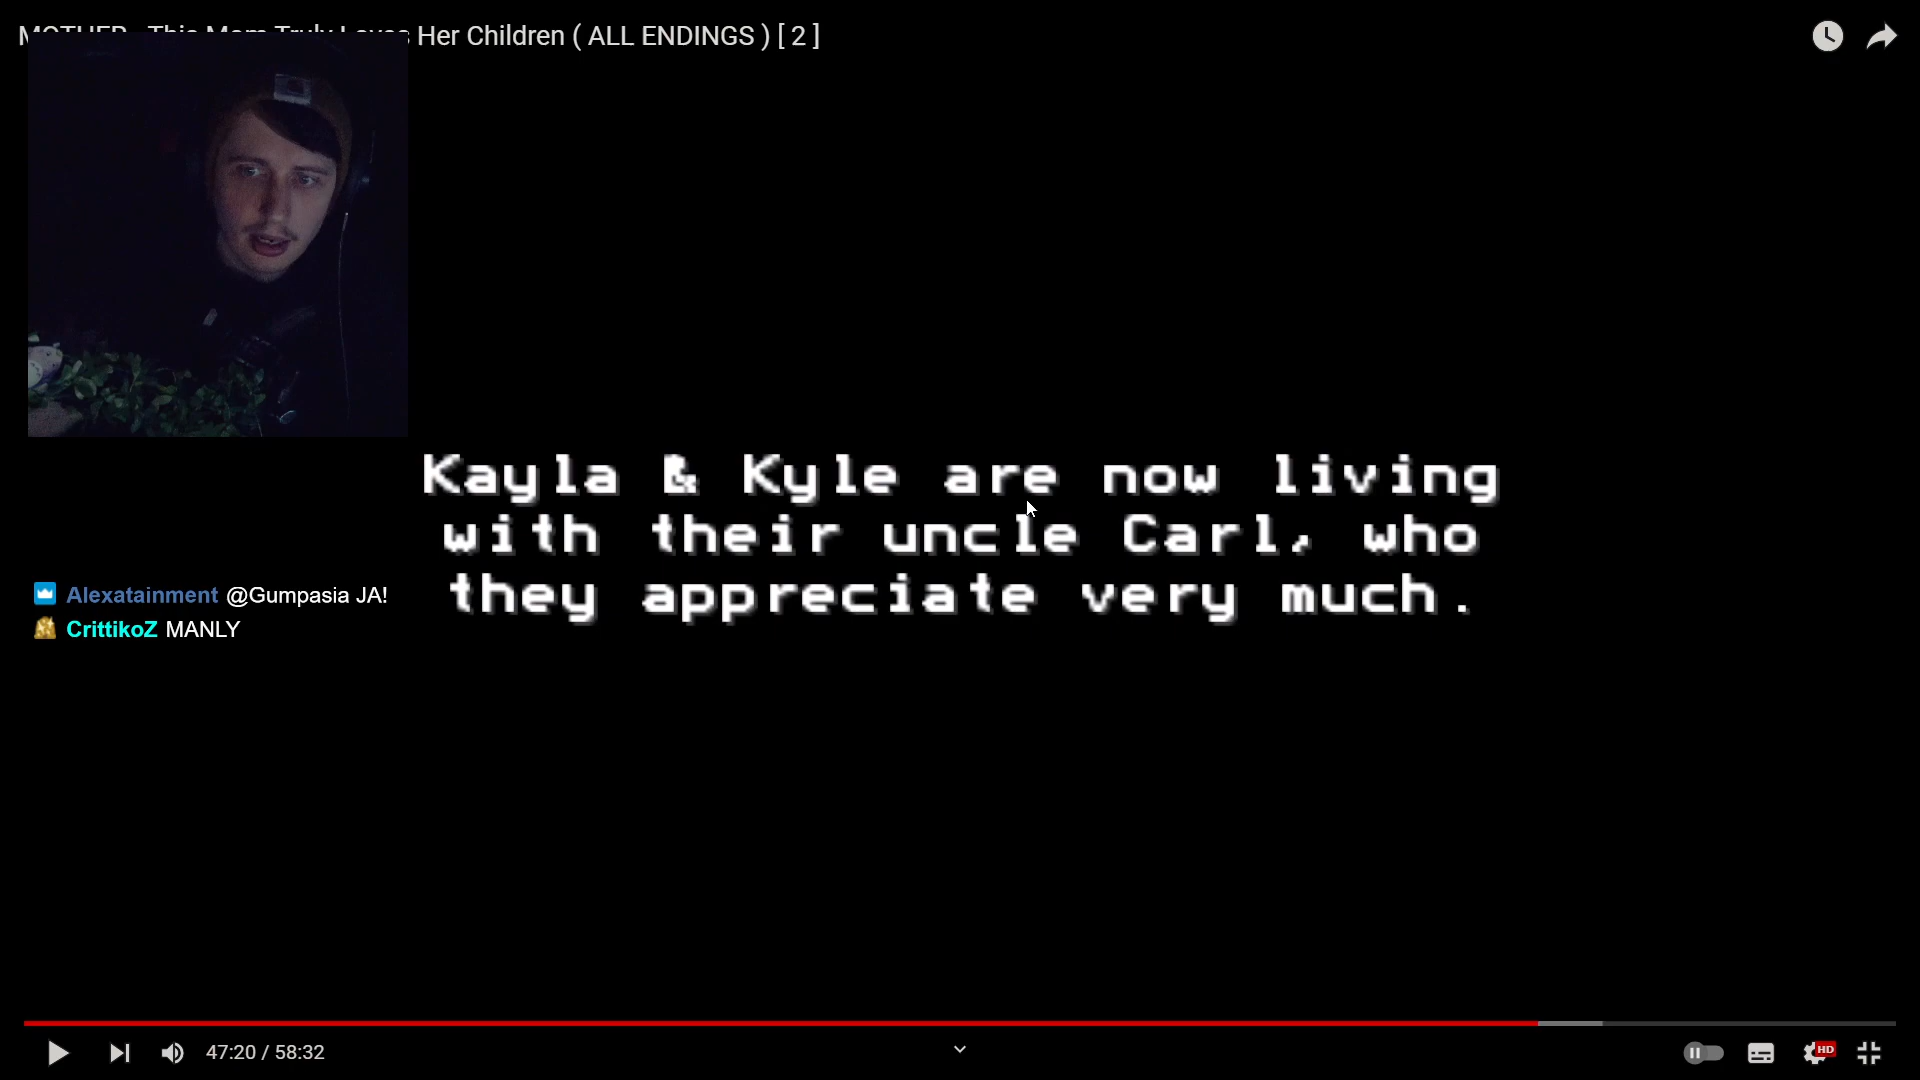 Her Children ( ALL ENDINGS ) [ 2 ]
Kayla & Kyle are now living
with their uncle Carl, who
they appreciate very much.
Alexatainment @Gumpasia JA!
CrittikoZ MANLY
47:20 / 58:32
HD